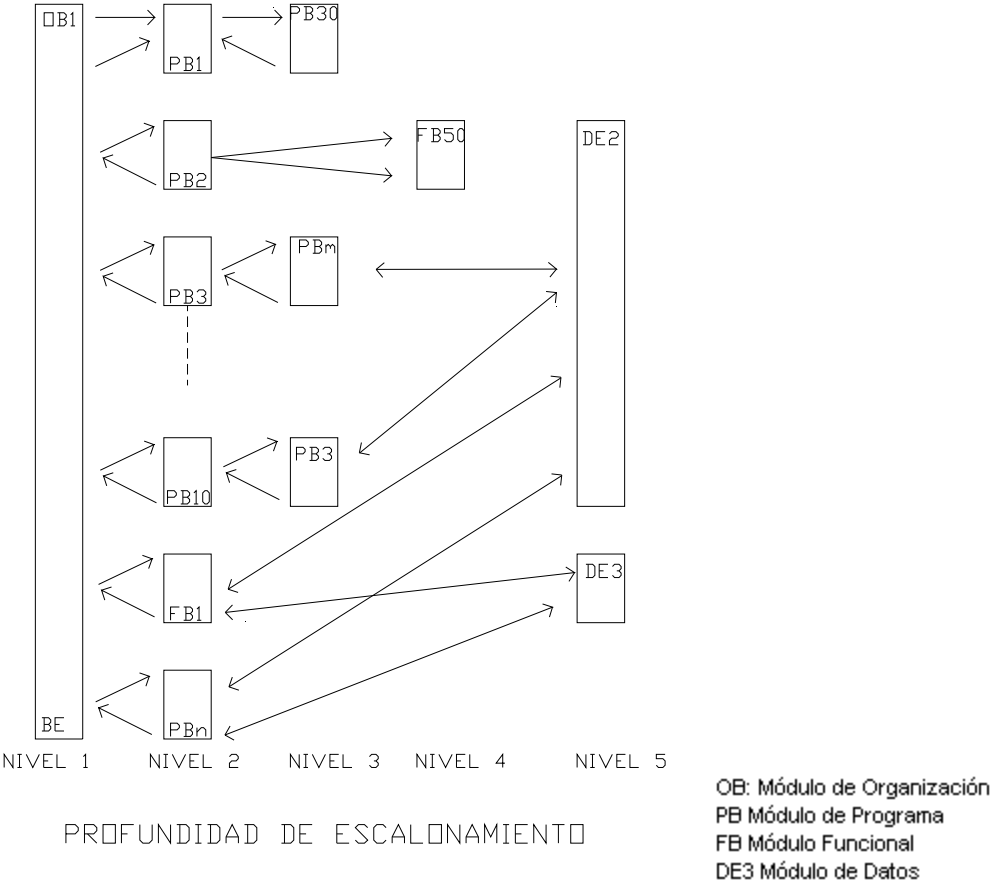 OB1
PB30
PB1
FB50
DE2
PB2
PBm
PB3
PB3
PB10
DE3
FB1
BE
PBn
NIVEL 1 NIVEL 2 NIVEL 3 NIVEL 4 NIVEL 5
PROFUNDIDAD DE ESCALONAMIENTO
OB: Módulo de Organización
PB Módulo de Programa
FB Módulo Funcional
DE3 Módulo de Datos